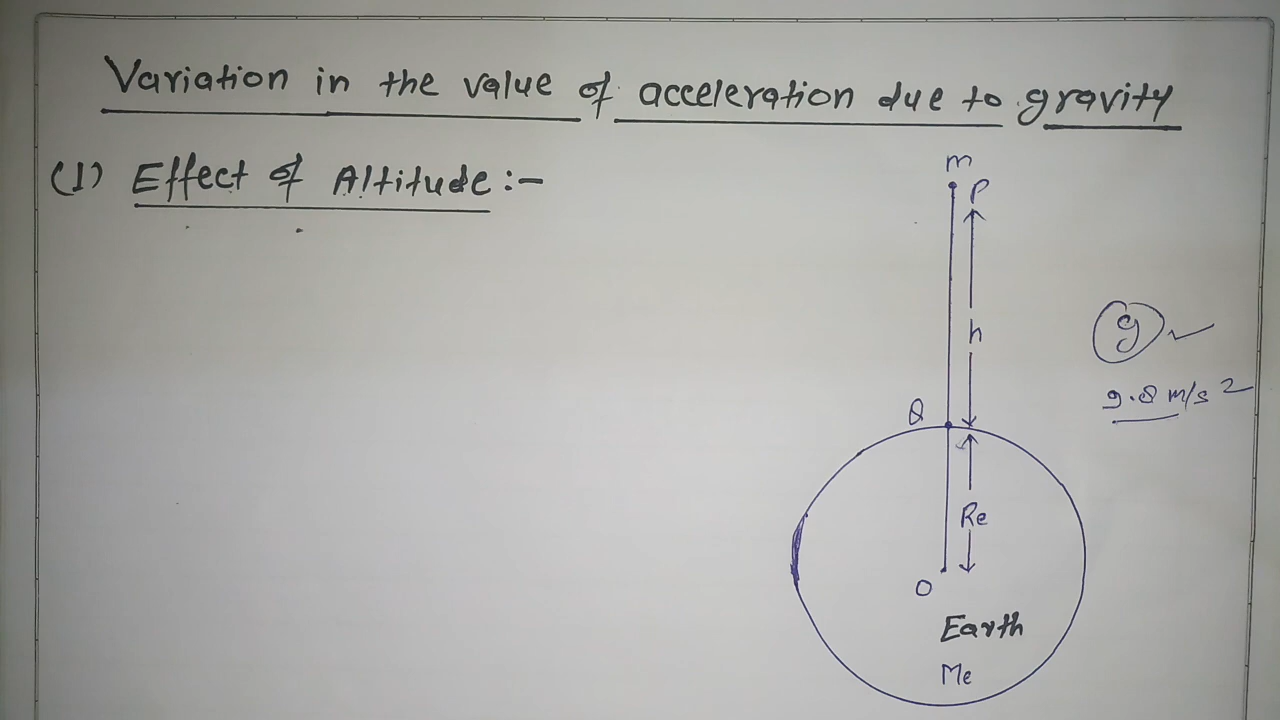 Variation in the value of acceleration due to gravity
(1) Effect of Altitude :-
m
P
h
g
9.8 m/s2
Q
Re
O
Earth
Me